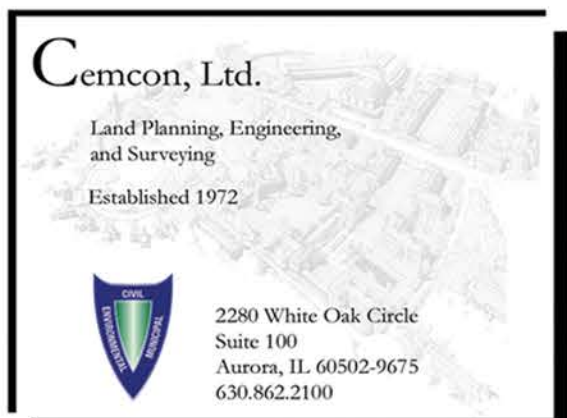 Cemcon, Ltd.
Land Planning, Engineering,
and Surveying
Established 1972
CIVIL
ENVIRONMENTAL
MUNICIPAL
2280 White Oak Circle
Suite 100
Aurora, IL 60502-9675
630.862.2100